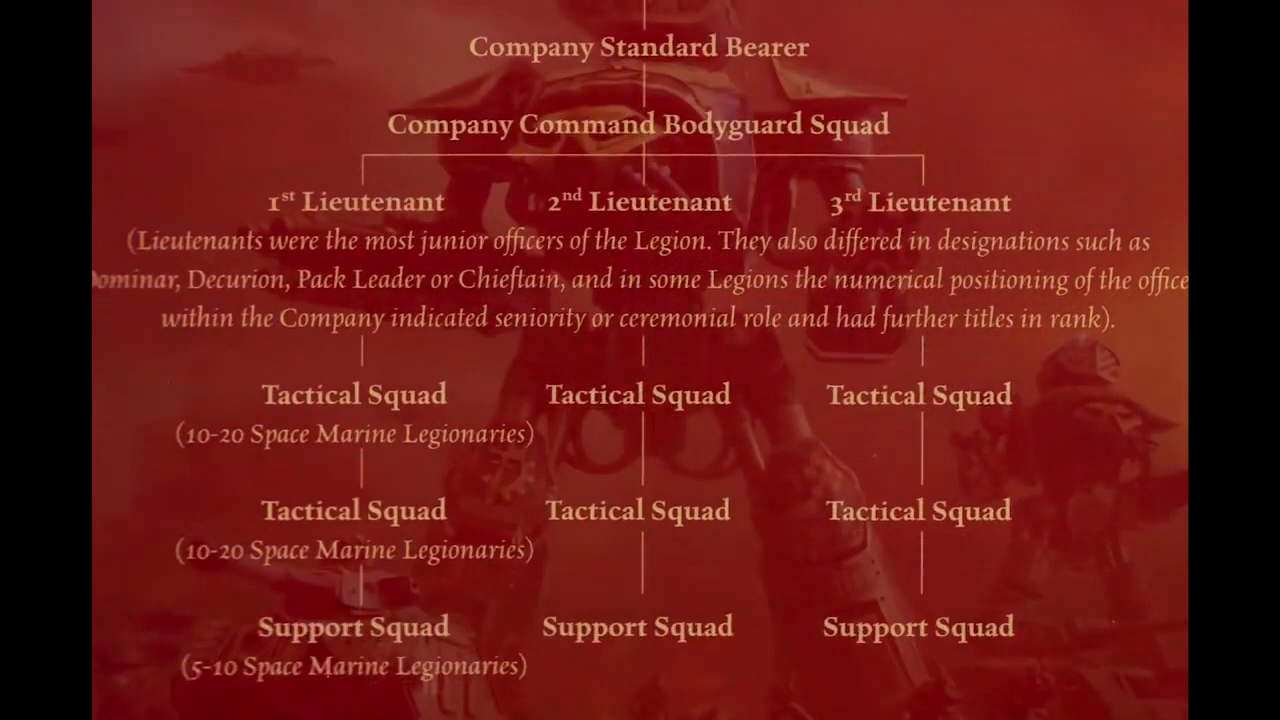 Company Standard Bearer
Company Command Bodyguard Squad
1st Lieutenant 2nd Lieutenant 3rd Lieutenant
(Lieutenants were the most junior officers of the Legion. They also differed in designations such as
Dominar, Decurion, Pack Leader or Chieftain, and in some Legions the numerical positioning of the office
within the Company indicated seniority or ceremonial role and had further titles in rank).
Tactical Squad Tactical Squad Tactical Squad
(10-20 Space Marine Legionaries)
Tactical Squad Tactical Squad Tactical Squad
(10-20 Space Marine Legionaries)
Support Squad Support Squad Support Squad
(5-10 Space Marine Legionaries)